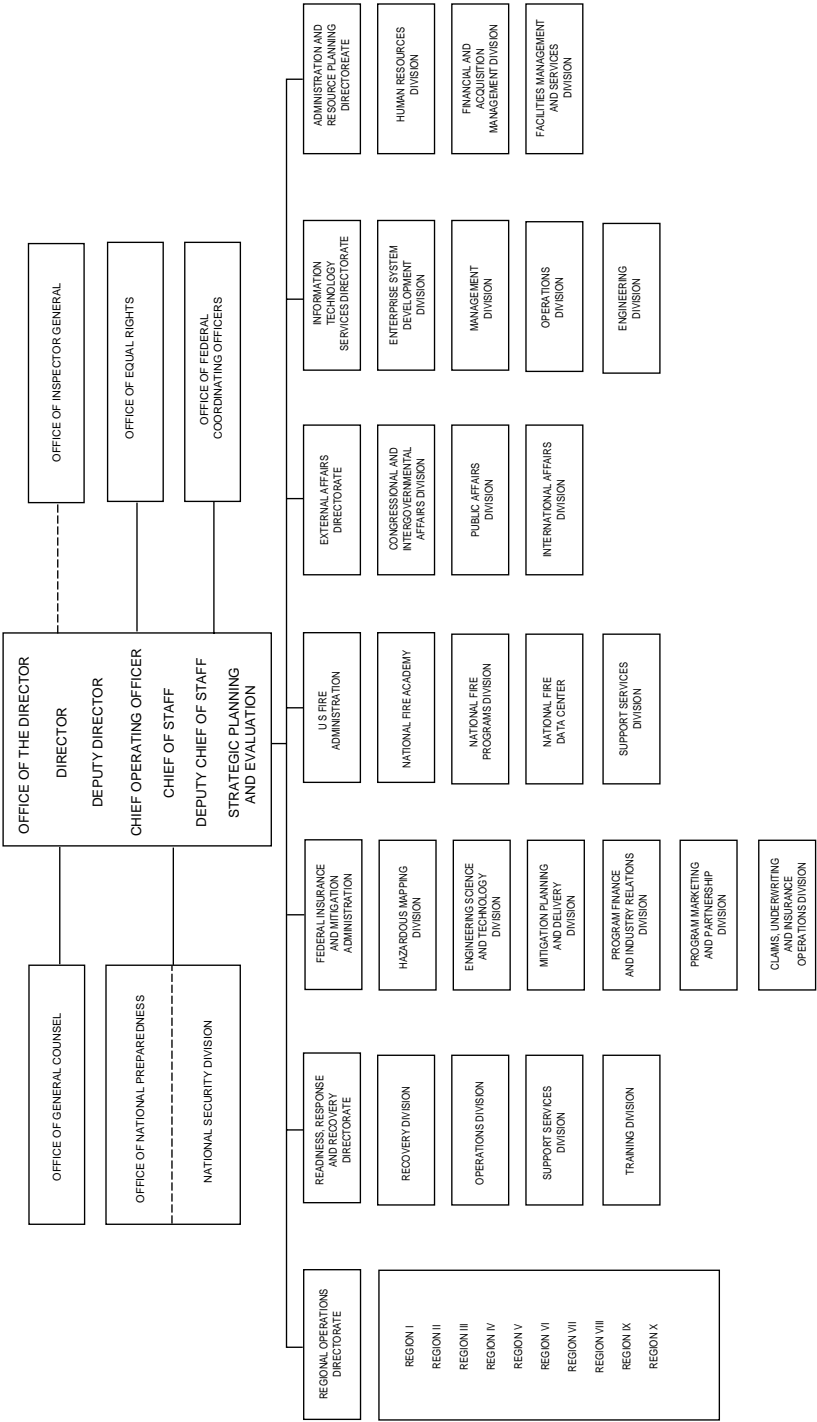 OFFICE OF THE DIRECTOR
DIRECTOR
DEPUTY DIRECTOR
CHIEF OPERATING OFFICER
CHIEF OF STAFF
DEPUTY CHIEF OF STAFF
STRATEGIC PLANNING
AND EVALUATION
OFFICE OF GENERAL COUNSEL
OFFICE OF NATIONAL PREPAREDNESS
NATIONAL SECURITY DIVISION
OFFICE OF INSPECTOR GENERAL
OFFICE OF EQUAL RIGHTS
OFFICE OF FEDERAL
COORDINATING OFFICERS
REGIONAL OPERATIONS
DIRECTORATE
REGION I
REGION II
REGION III
REGION IV
REGION V
REGION VI
REGION VII
REGION VIII
REGION IX
REGION X
READINESS, RESPONSE
AND RECOVERY
DIRECTORATE
RECOVERY DIVISION
OPERATIONS DIVISION
SUPPORT SERVICES
DIVISION
TRAINING DIVISION
FEDERAL INSURANCE
AND MITIGATION
ADMINISTRATION
HAZARDOUS MAPPING
DIVISION
ENGINEERING SCIENCE
AND TECHNOLOGY
DIVISION
MITIGATION PLANNING
AND DELIVERY
DIVISION
PROGRAM FINANCE
AND INDUSTRY RELATIONS
DIVISION
PROGRAM MARKETING
AND PARTNERSHIP
DIVISION
CLAIMS, UNDERWRITING
AND INSURANCE
OPERATIONS DIVISION
U S FIRE
ADMINISTRATION
NATIONAL FIRE ACADEMY
NATIONAL FIRE
PROGRAMS DIVISION
NATIONAL FIRE
DATA CENTER
SUPPORT SERVICES
DIVISION
EXTERNAL AFFAIRS
DIRECTORATE
CONGRESSIONAL AND
INTERGOVERNMENTAL
AFFAIRS DIVISION
PUBLIC AFFAIRS
DIVISION
INTERNATIONAL AFFAIRS
DIVISION
INFORMATION
TECHNOLOGY
SERVICES DIRECTORATE
ENTERPRISE SYSTEM
DEVELOPMENT
DIVISION
MANAGEMENT
DIVISION
OPERATIONS
DIVISION
ENGINEERING
DIVISION
ADMINISTRATION AND
RESOURCE PLANNING
DIRECTOREATE
HUMAN RESOURCES
DIVISION
FINANCIAL AND
ACQUISITION
MANAGEMENT DIVISION
FACILITIES MANAGEMENT
AND SERVICES
DIVISION